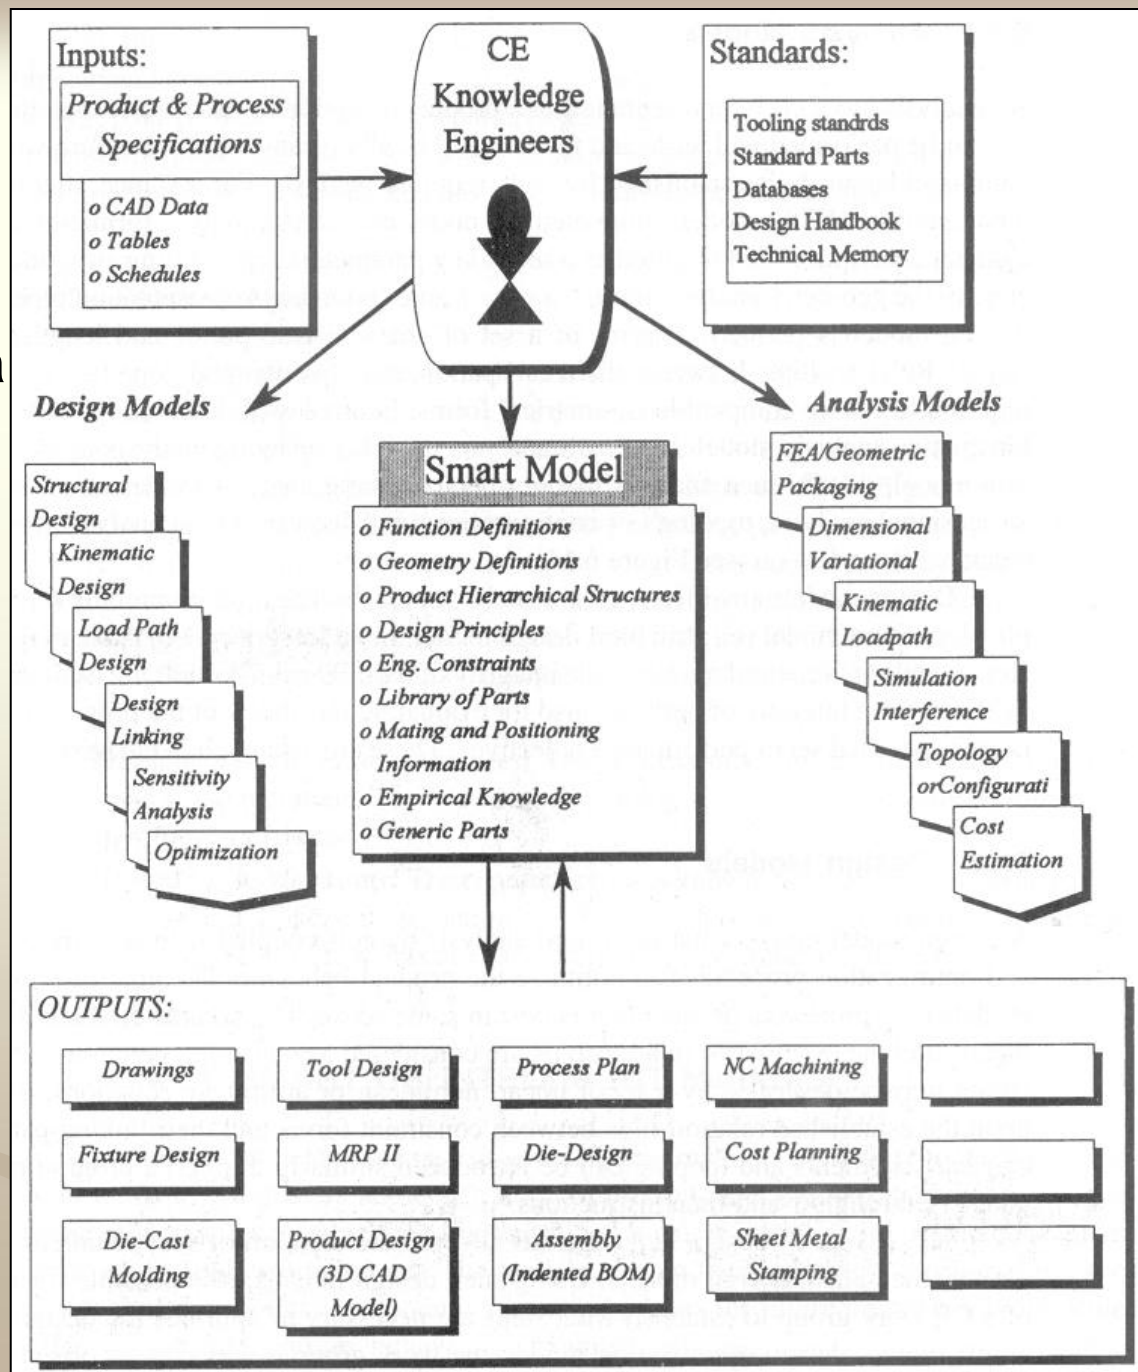 Inputs:
Product & Process
Specifications
o CAD Data
o Tables
o Schedules
CE
Knowledge
Engineers
Standards:
Tooling standrds
Standard Parts
Databases
Design Handbook
Technical Memory
Design Models
Structural
Design
Kinematic
Design
Load Path
Design
Design
Linking
Sensitivity
Analysis
Optimization
Smart Model
o Function Definitions
o Geometry Definitions
o Product Hierarchical Structures
o Design Principles
o Eng. Constraints
o Library of Parts
o Mating and Positioning
Information
o Empirical Knowledge
o Generic Parts
Analysis Models
FEA/Geometric
Packaging
Dimensional
Variational
Kinematic
Loadpath
Simulation
Interference
Topology
orConfigurati
Cost
Estimation
OUTPUTS:
Drawings
Tool Design
Process Plan
NC Machining
Fixture Design
MRP II
Die-Design
Cost Planning
Die-Cast
Molding
Product Design
(3D CAD
Model)
Assembly
(Indented BOM)
Sheet Metal
Stamping